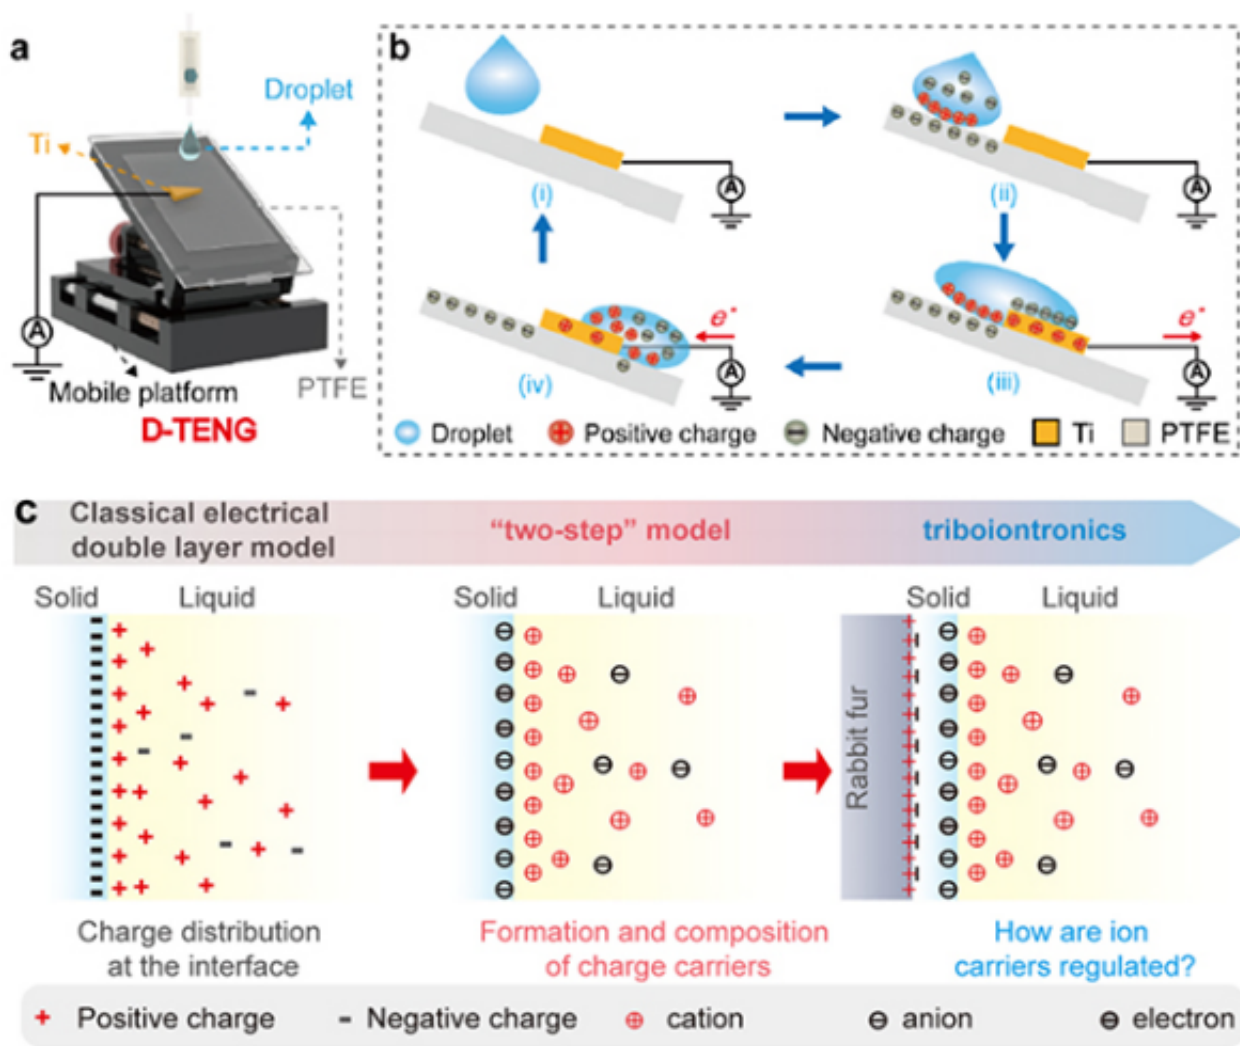 a
Droplet
Ti
A
Mobile platform
PTFE
D-TENG
b
(i)
A
(ii)
A
e-
(iii)
A
e-
(iv)
A
Droplet
Positive charge
Negative charge
Ti
PTFE
c
Classical electrical
double layer model
"two-step" model
triboiontronics
Solid
Liquid
Solid
Liquid
Solid
Liquid
Rabbit fur
Charge distribution
at the interface
Formation and composition
of charge carriers
How are ion
carriers regulated?
+ Positive charge
- Negative charge
⊕ cation
⊖ anion
⊖ electron